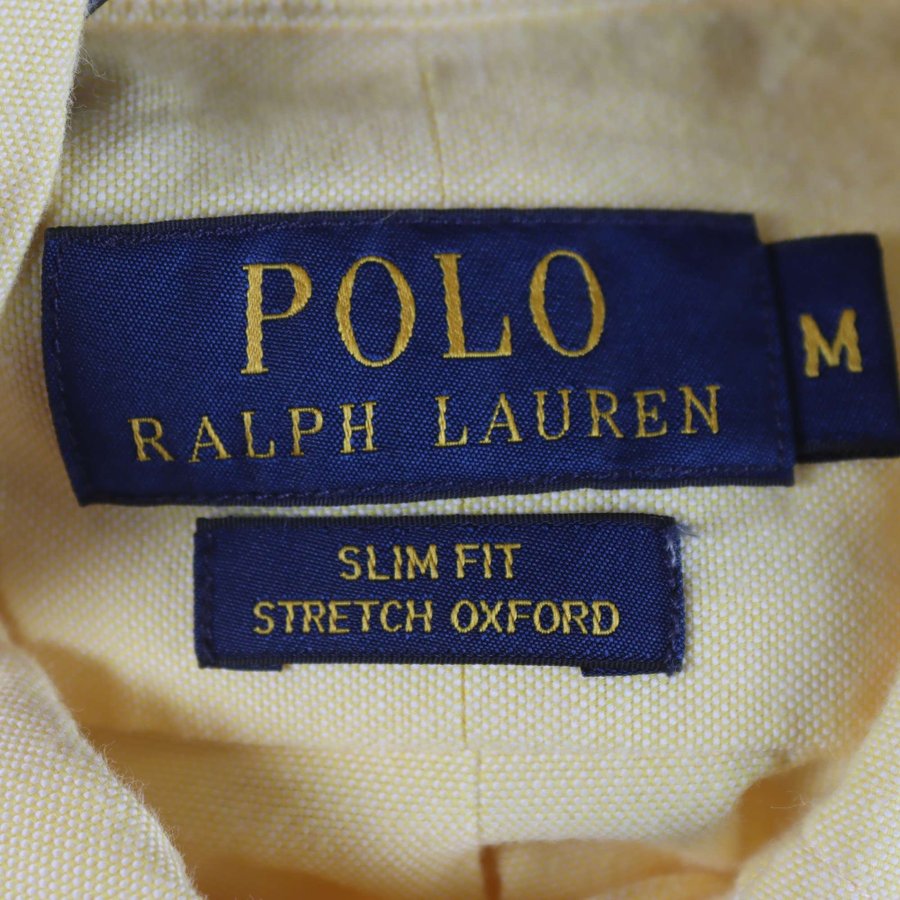 POLO
RALPH LAUREN
M
SLIM FIT
STRETCH OXFORD